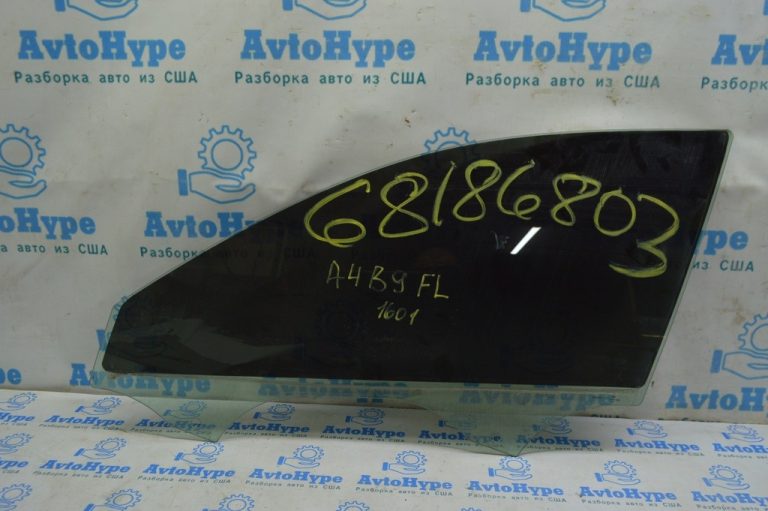 AvtoHype
Разборка авто из США
68186803
A4B9 FL
1601